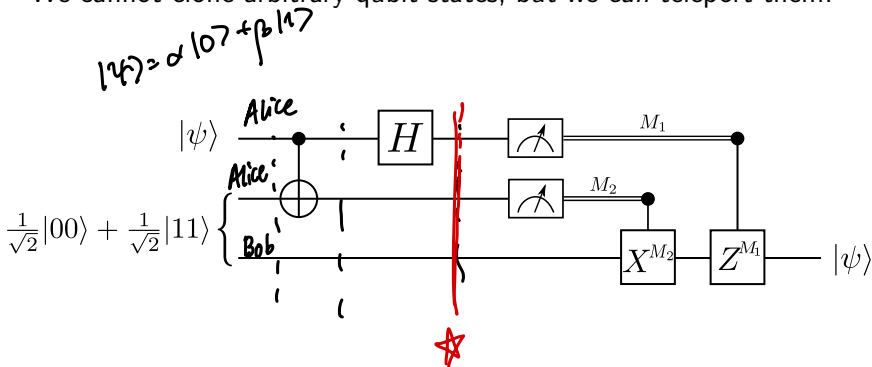 We cannot clone arbitrary qubit states, but we can teleport them.
|ψ⟩ = α|0⟩ + β|1⟩
Alice
|ψ⟩ H M₁
Alice
M₂
1/√2|00⟩ + 1/√2|11⟩
Bob
X^M₂ Z^M₁ |ψ⟩